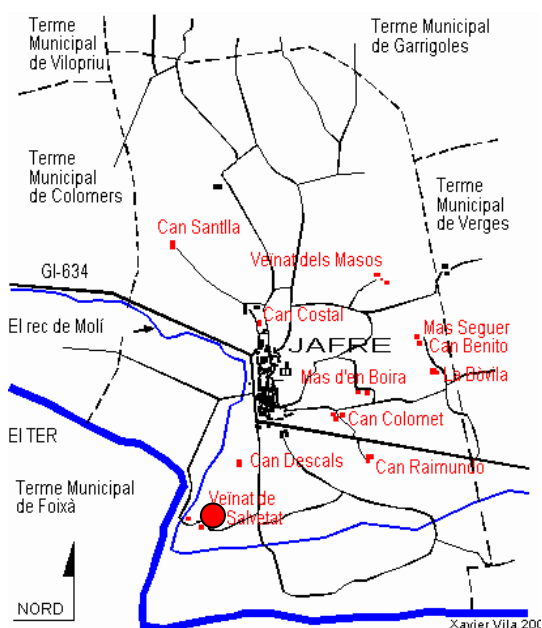 Terme
Municipal
de Vilopriu
Terme Municipal
de Garrigoles
Terme
Municipal
de Colomers
Terme
Municipal
de Verges
Can Santlla
Veïnat dels Masos
GI-634
Can Costal
El rec de Molí
Mas Seguer
Can Benito
JAFRE
Mas d'en Boira
La Bòvila
Can Colomet
El TER
Can Descals
Can Raimundo
Terme Municipal
de Foixà
Veïnat de
Salvetat
NORD
Xavier Vila 200